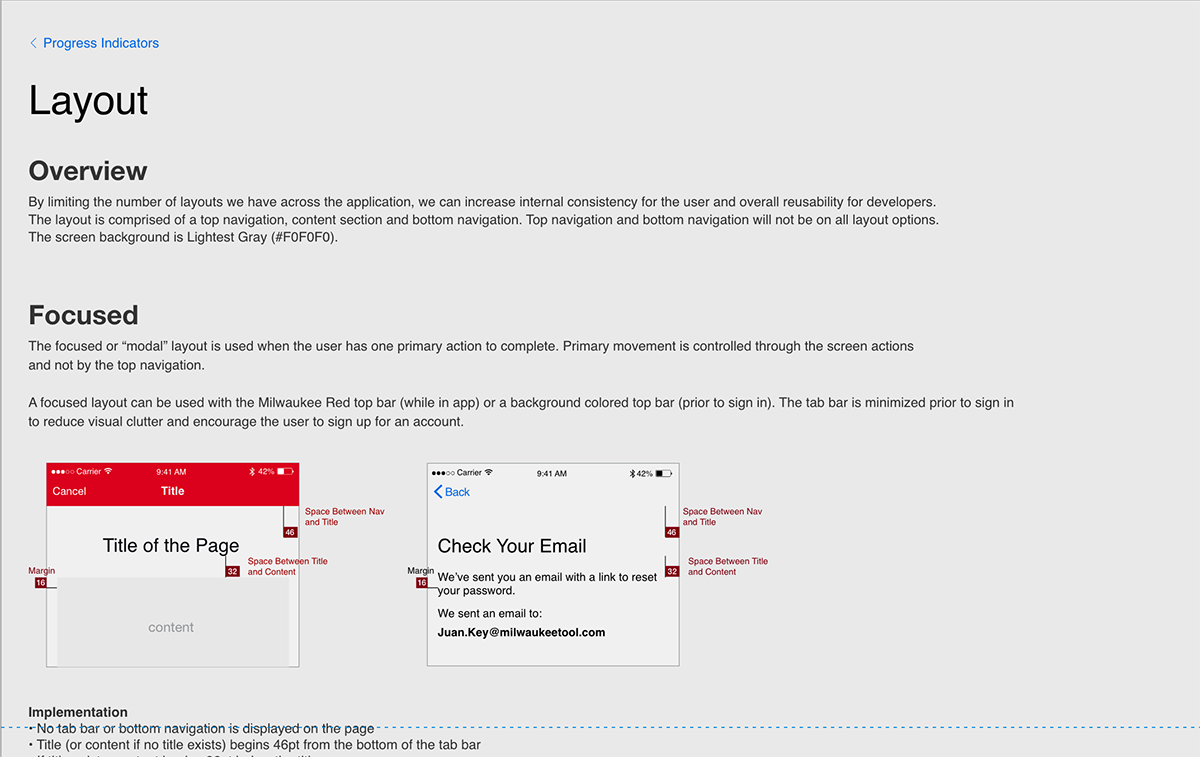 Progress Indicators
Layout
Overview
By limiting the number of layouts we have across the application, we can increase internal consistency for the user and overall reusability for developers.
The layout is comprised of a top navigation, content section and bottom navigation. Top navigation and bottom navigation will not be on all layout options.
The screen background is Lightest Gray (#F0F0F0).
Focused
The focused or “modal” layout is used when the user has one primary action to complete. Primary movement is controlled through the screen actions
and not by the top navigation.
A focused layout can be used with the Milwaukee Red top bar (while in app) or a background colored top bar (prior to sign in). The tab bar is minimized prior to sign in
to reduce visual clutter and encourage the user to sign up for an account.
Carrier 9:41 AM 42%
Cancel Title
Space Between Nav
and Title
46
Title of the Page
Space Between Title
and Content
32
Margin
16
content
Carrier 9:41 AM 42%
Back
Space Between Nav
and Title
46
Check Your Email
Space Between Title
and Content
32
Margin
16
We’ve sent you an email with a link to reset
your password.
We sent an email to:
Juan.Key@milwaukeetool.com
Implementation
• No tab bar or bottom navigation is displayed on the page
• Title (or content if no title exists) begins 46pt from the bottom of the tab bar